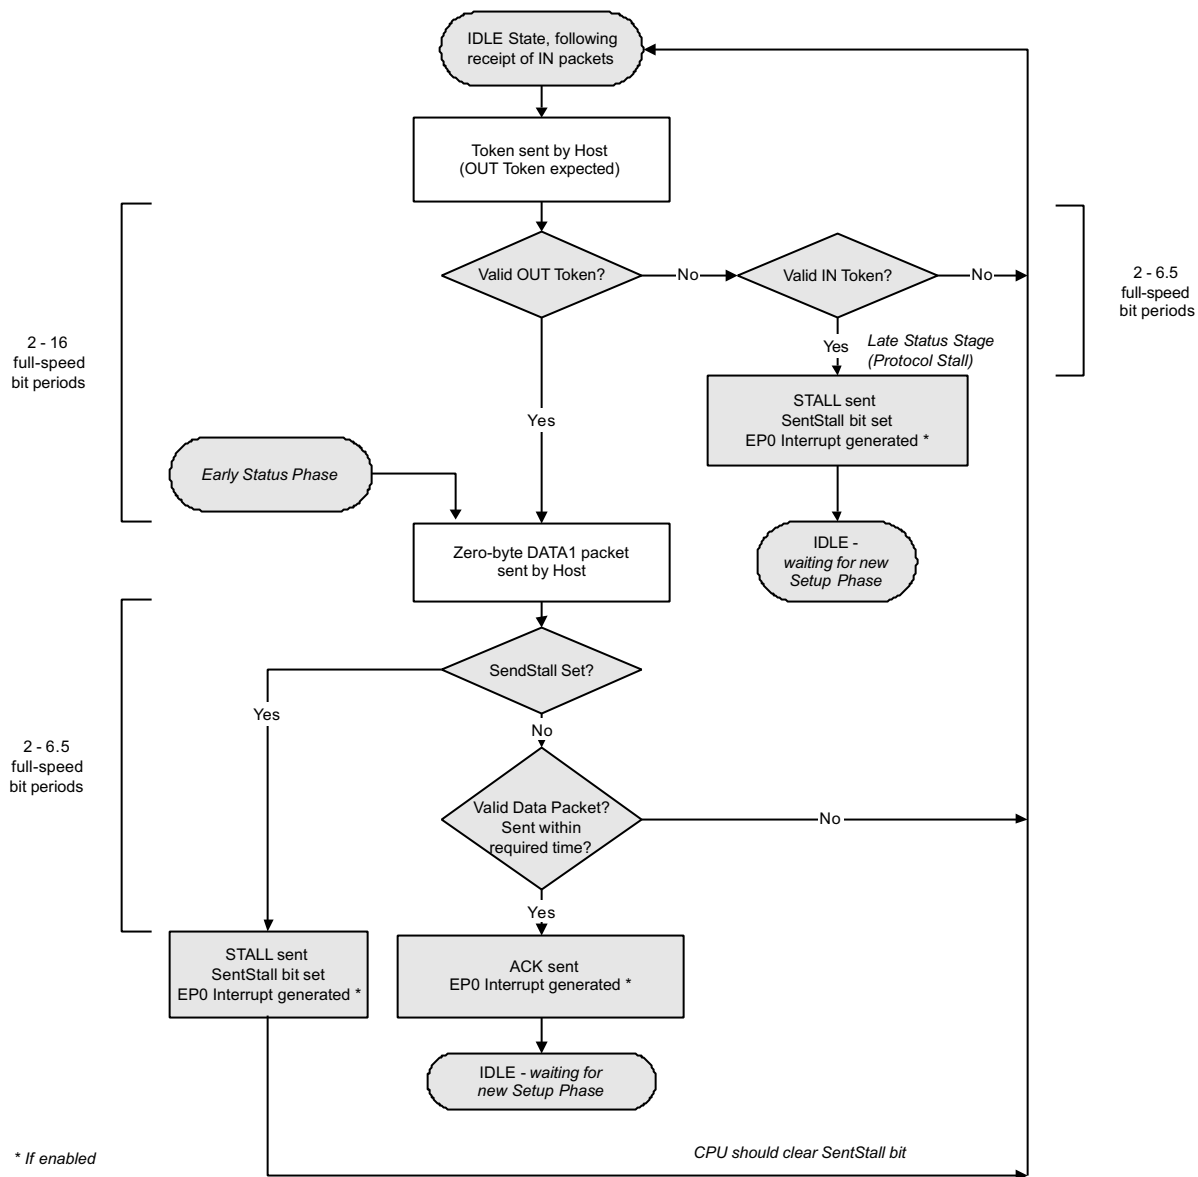 IDLE State, following
receipt of IN packets
Token sent by Host
(OUT Token expected)
Valid OUT Token?
No
Valid IN Token?
No
2 - 6.5
full-speed
bit periods
2 - 16
full-speed
bit periods
Yes
Late Status Stage
(Protocol Stall)
STALL sent
SentStall bit set
EP0 Interrupt generated *
Yes
Early Status Phase
IDLE -
waiting for new
Setup Phase
Zero-byte DATA1 packet
sent by Host
SendStall Set?
Yes
No
2 - 6.5
full-speed
bit periods
Valid Data Packet?
Sent within
required time?
No
Yes
STALL sent
SentStall bit set
EP0 Interrupt generated *
ACK sent
EP0 Interrupt generated *
IDLE - waiting for
new Setup Phase
* If enabled
CPU should clear SentStall bit